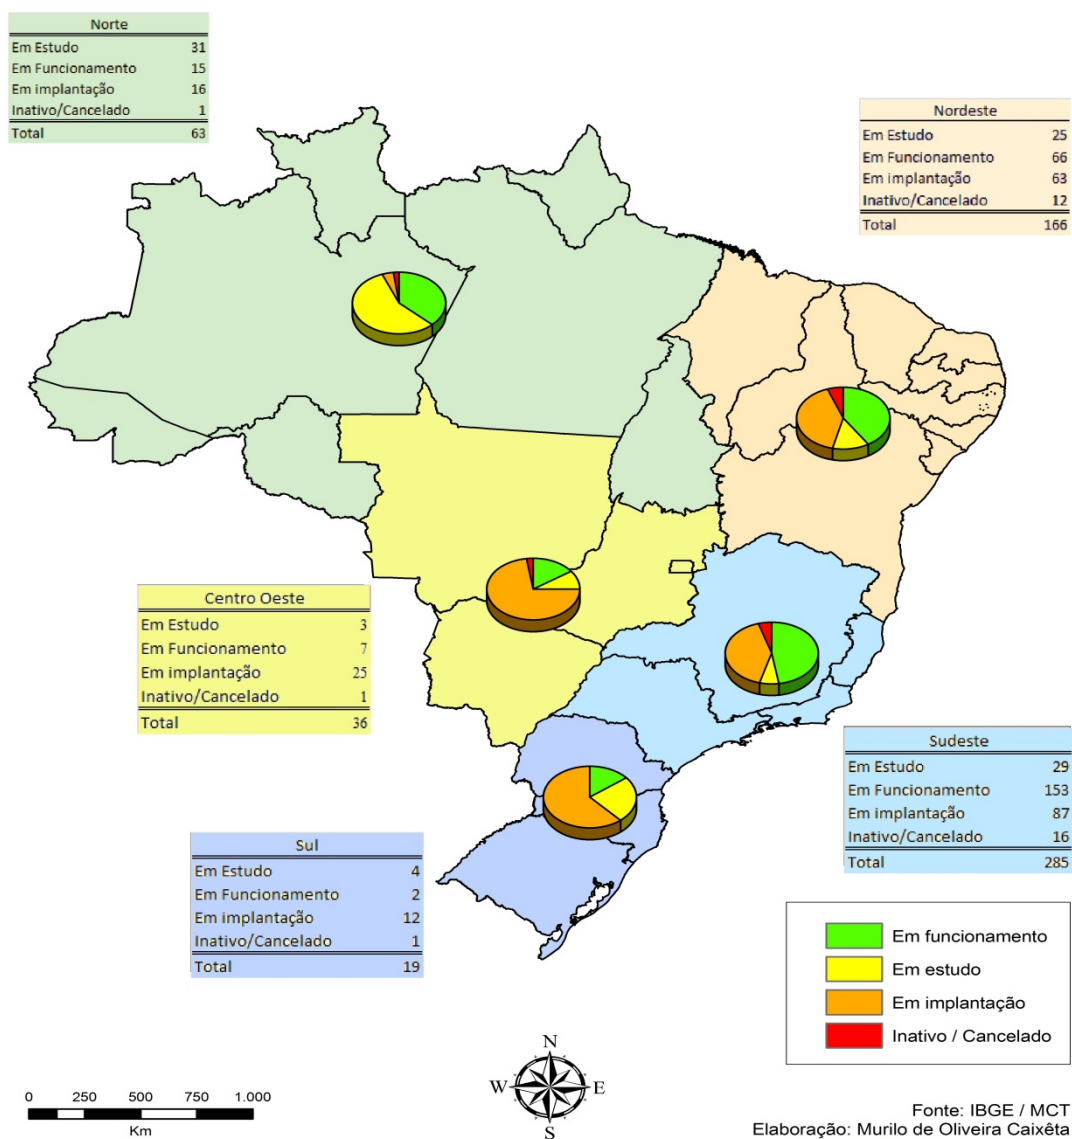 Norte
Em Estudo 31
Em Funcionamento 15
Em implantação 16
Inativo/Cancelado 1
Total 63
Nordeste
Em Estudo 25
Em Funcionamento 66
Em implantação 63
Inativo/Cancelado 12
Total 166
Centro Oeste
Em Estudo 3
Em Funcionamento 7
Em implantação 25
Inativo/Cancelado 1
Total 36
Sudeste
Em Estudo 29
Em Funcionamento 153
Em implantação 87
Inativo/Cancelado 16
Total 285
Sul
Em Estudo 4
Em Funcionamento 2
Em implantação 12
Inativo/Cancelado 1
Total 19
Em funcionamento
Em estudo
Em implantação
Inativo / Cancelado
N
W E
S
0 250 500 750 1.000
Km
Fonte: IBGE / MCT
Elaboração: Murilo de Oliveira Caixêta